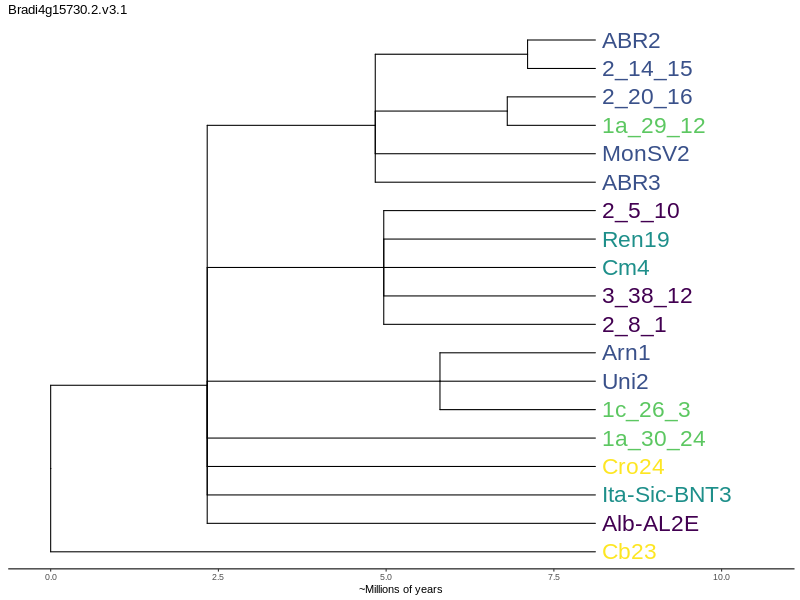 Bradi4g15730.2.v3.1
ABR2
2_14_15
2_20_16
1a_29_12
MonSV2
ABR3
2_5_10
Ren19
Cm4
3_38_12
2_8_1
Arn1
Uni2
1c_26_3
1a_30_24
Cro24
Ita-Sic-BNT3
Alb-AL2E
Cb23
0.0 2.5 5.0 7.5 10.0
~Millions of years